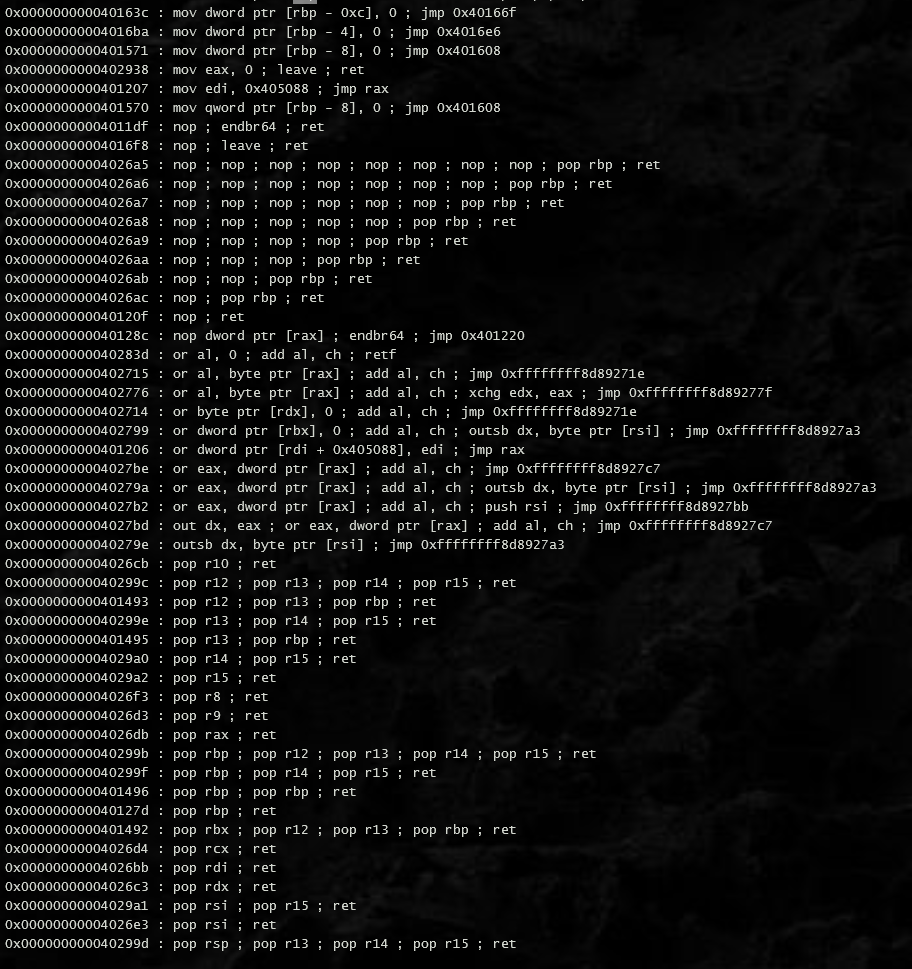 0x000000000040163c : mov dword ptr [rbp - 0xc], 0 ; jmp 0x40166f
0x00000000004016ba : mov dword ptr [rbp - 4], 0 ; jmp 0x4016e6
0x0000000000401571 : mov dword ptr [rbp - 8], 0 ; jmp 0x401608
0x0000000000402938 : mov eax, 0 ; leave ; ret
0x0000000000401207 : mov edi, 0x405088 ; jmp rax
0x0000000000401570 : mov qword ptr [rbp - 8], 0 ; jmp 0x401608
0x00000000004011df : nop ; endbr64 ; ret
0x00000000004016f8 : nop ; leave ; ret
0x00000000004026a5 : nop ; nop ; nop ; nop ; nop ; nop ; nop ; nop ; pop rbp ; ret
0x00000000004026a6 : nop ; nop ; nop ; nop ; nop ; nop ; nop ; pop rbp ; ret
0x00000000004026a7 : nop ; nop ; nop ; nop ; nop ; nop ; pop rbp ; ret
0x00000000004026a8 : nop ; nop ; nop ; nop ; nop ; pop rbp ; ret
0x00000000004026a9 : nop ; nop ; nop ; nop ; pop rbp ; ret
0x00000000004026aa : nop ; nop ; nop ; pop rbp ; ret
0x00000000004026ab : nop ; nop ; pop rbp ; ret
0x00000000004026ac : nop ; pop rbp ; ret
0x000000000040120f : nop ; ret
0x000000000040128c : nop dword ptr [rax] ; endbr64 ; jmp 0x401220
0x000000000040283d : or al, 0 ; add al, ch ; retf
0x0000000000402715 : or al, byte ptr [rax] ; add al, ch ; jmp 0xffffffff8d89271e
0x0000000000402776 : or al, byte ptr [rax] ; add al, ch ; xchg edx, eax ; jmp 0xffffffff8d89277f
0x0000000000402714 : or byte ptr [rdx], 0 ; add al, ch ; jmp 0xffffffff8d89271e
0x0000000000402799 : or dword ptr [rbx], 0 ; add al, ch ; outsb dx, byte ptr [rsi] ; jmp 0xffffffff8d8927a3
0x0000000000401206 : or dword ptr [rdi + 0x405088], edi ; jmp rax
0x00000000004027be : or eax, dword ptr [rax] ; add al, ch ; jmp 0xffffffff8d8927c7
0x000000000040279a : or eax, dword ptr [rax] ; add al, ch ; outsb dx, byte ptr [rsi] ; jmp 0xffffffff8d8927a3
0x00000000004027b2 : or eax, dword ptr [rax] ; add al, ch ; push rsi ; jmp 0xffffffff8d8927bb
0x00000000004027bd : out dx, eax ; or eax, dword ptr [rax] ; add al, ch ; jmp 0xffffffff8d8927c7
0x000000000040279e : outsb dx, byte ptr [rsi] ; jmp 0xffffffff8d8927a3
0x00000000004026cb : pop r10 ; ret
0x000000000040299c : pop r12 ; pop r13 ; pop r14 ; pop r15 ; ret
0x0000000000401493 : pop r12 ; pop r13 ; pop rbp ; ret
0x000000000040299e : pop r13 ; pop r14 ; pop r15 ; ret
0x0000000000401495 : pop r13 ; pop rbp ; ret
0x00000000004029a0 : pop r14 ; pop r15 ; ret
0x00000000004029a2 : pop r15 ; ret
0x00000000004026f3 : pop r8 ; ret
0x00000000004026d3 : pop r9 ; ret
0x00000000004026db : pop rax ; ret
0x000000000040299b : pop rbp ; pop r12 ; pop r13 ; pop r14 ; pop r15 ; ret
0x000000000040299f : pop rbp ; pop r14 ; pop r15 ; ret
0x0000000000401496 : pop rbp ; pop rbp ; ret
0x000000000040127d : pop rbp ; ret
0x0000000000401492 : pop rbx ; pop r12 ; pop r13 ; pop rbp ; ret
0x00000000004026d4 : pop rcx ; ret
0x00000000004026bb : pop rdi ; ret
0x00000000004026c3 : pop rdx ; ret
0x00000000004029a1 : pop rsi ; pop r15 ; ret
0x00000000004026e3 : pop rsi ; ret
0x000000000040299d : pop rsp ; pop r13 ; pop r14 ; pop r15 ; ret